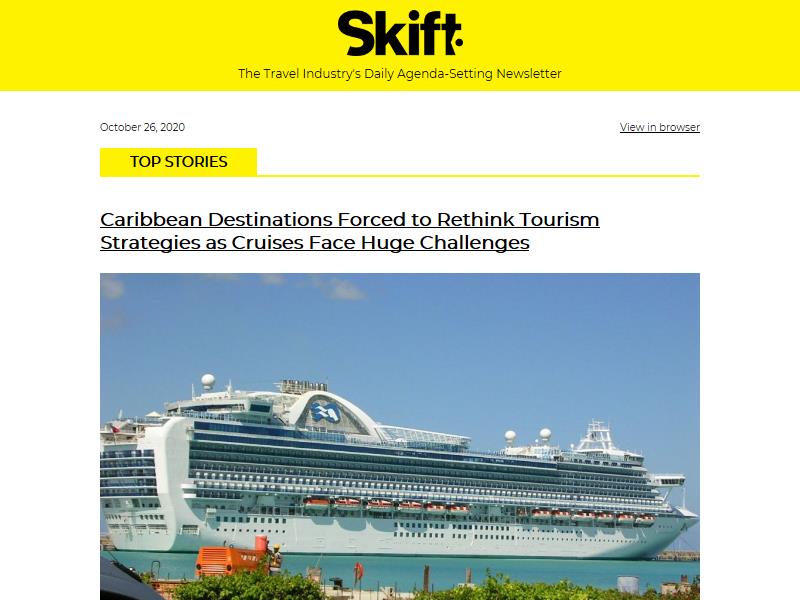 Skift
The Travel Industry's Daily Agenda-Setting Newsletter
October 26, 2020
View in browser
TOP STORIES
Caribbean Destinations Forced to Rethink Tourism
Strategies as Cruises Face Huge Challenges